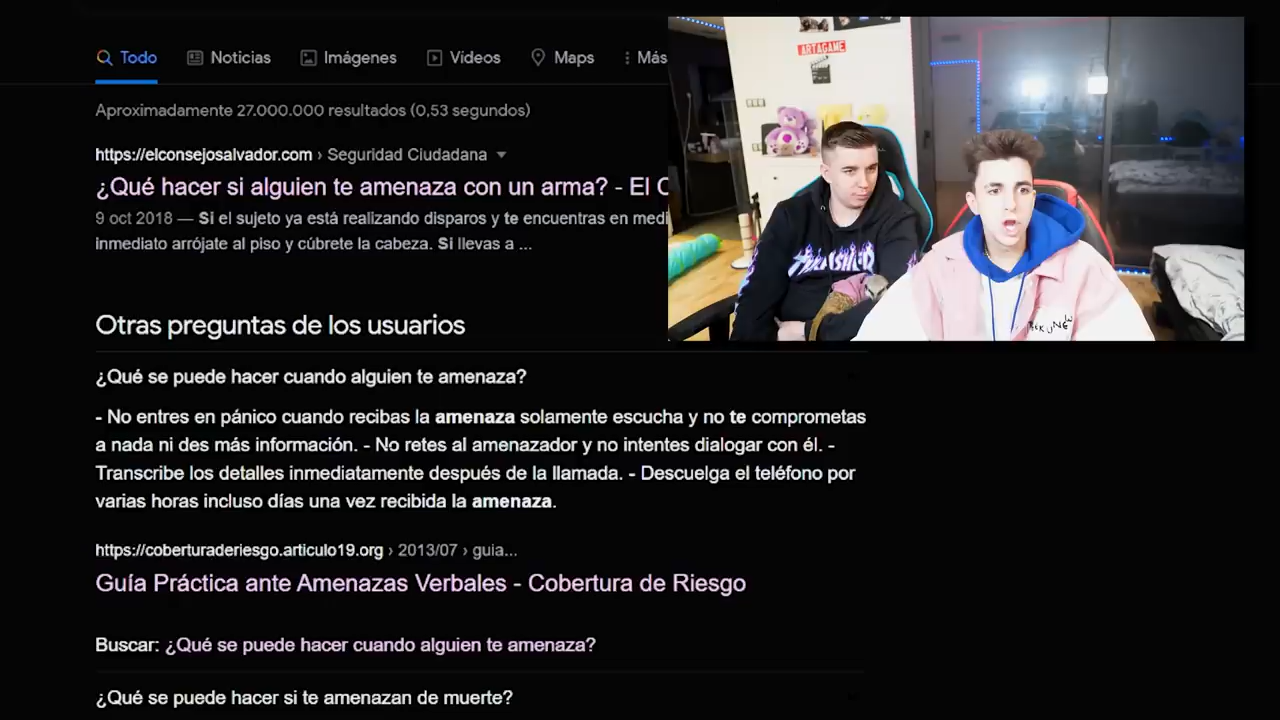 Todo Noticias Imágenes Videos Maps Más
Aproximadamente 27.000.000 resultados (0,53 segundos)
https://elconsejosalvador.com › Seguridad Ciudadana
¿Qué hacer si alguien te amenaza con un arma? - El C
9 oct 2018 — Si el sujeto ya está realizando disparos y te encuentras en medi
inmediato arrójate al piso y cúbrete la cabeza. Si llevas a ...
ARTAGAME
THRASHER
Otras preguntas de los usuarios
¿Qué se puede hacer cuando alguien te amenaza?
- No entres en pánico cuando recibas la amenaza solamente escucha y no te comprometas
a nada ni des más información. - No retes al amenazador y no intentes dialogar con él. -
Transcribe los detalles inmediatamente después de la llamada. - Descuelga el teléfono por
varias horas incluso días una vez recibida la amenaza.
https://coberturaderiesgo.articulo19.org › 2013/07 › guia...
Guía Práctica ante Amenazas Verbales - Cobertura de Riesgo
Buscar: ¿Qué se puede hacer cuando alguien te amenaza?
¿Qué se puede hacer si te amenazan de muerte?